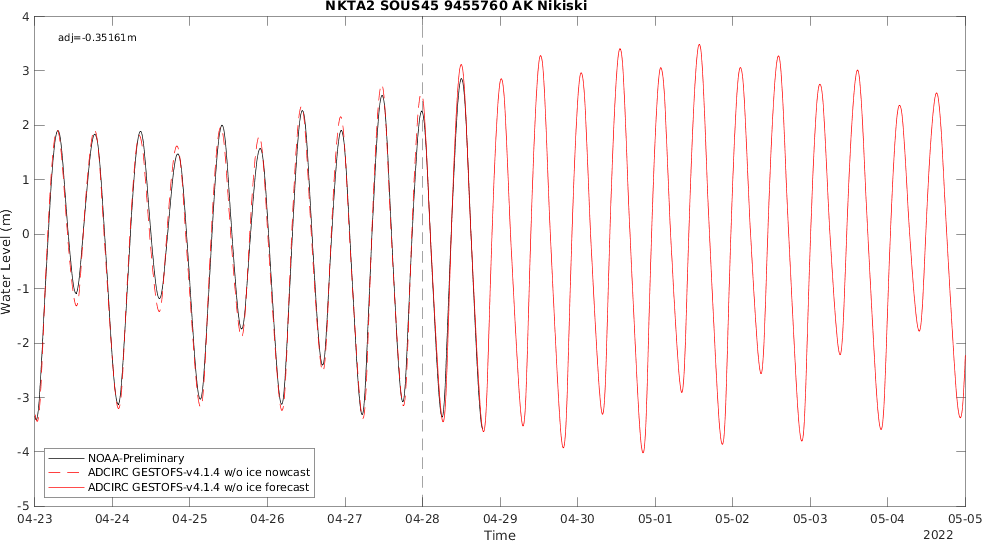 NKTA2 SOUS45 9455760 AK Nikiski
adj=-0.35161m
Water Level (m)
4
3
2
1
0
-1
-2
-3
-4
-5
NOAA-Preliminary
ADCIRC GESTOFS-v4.1.4 w/o ice nowcast
ADCIRC GESTOFS-v4.1.4 w/o ice forecast
04-23 04-24 04-25 04-26 04-27 04-28 04-29 04-30 05-01 05-02 05-03 05-04 05-05
Time
2022